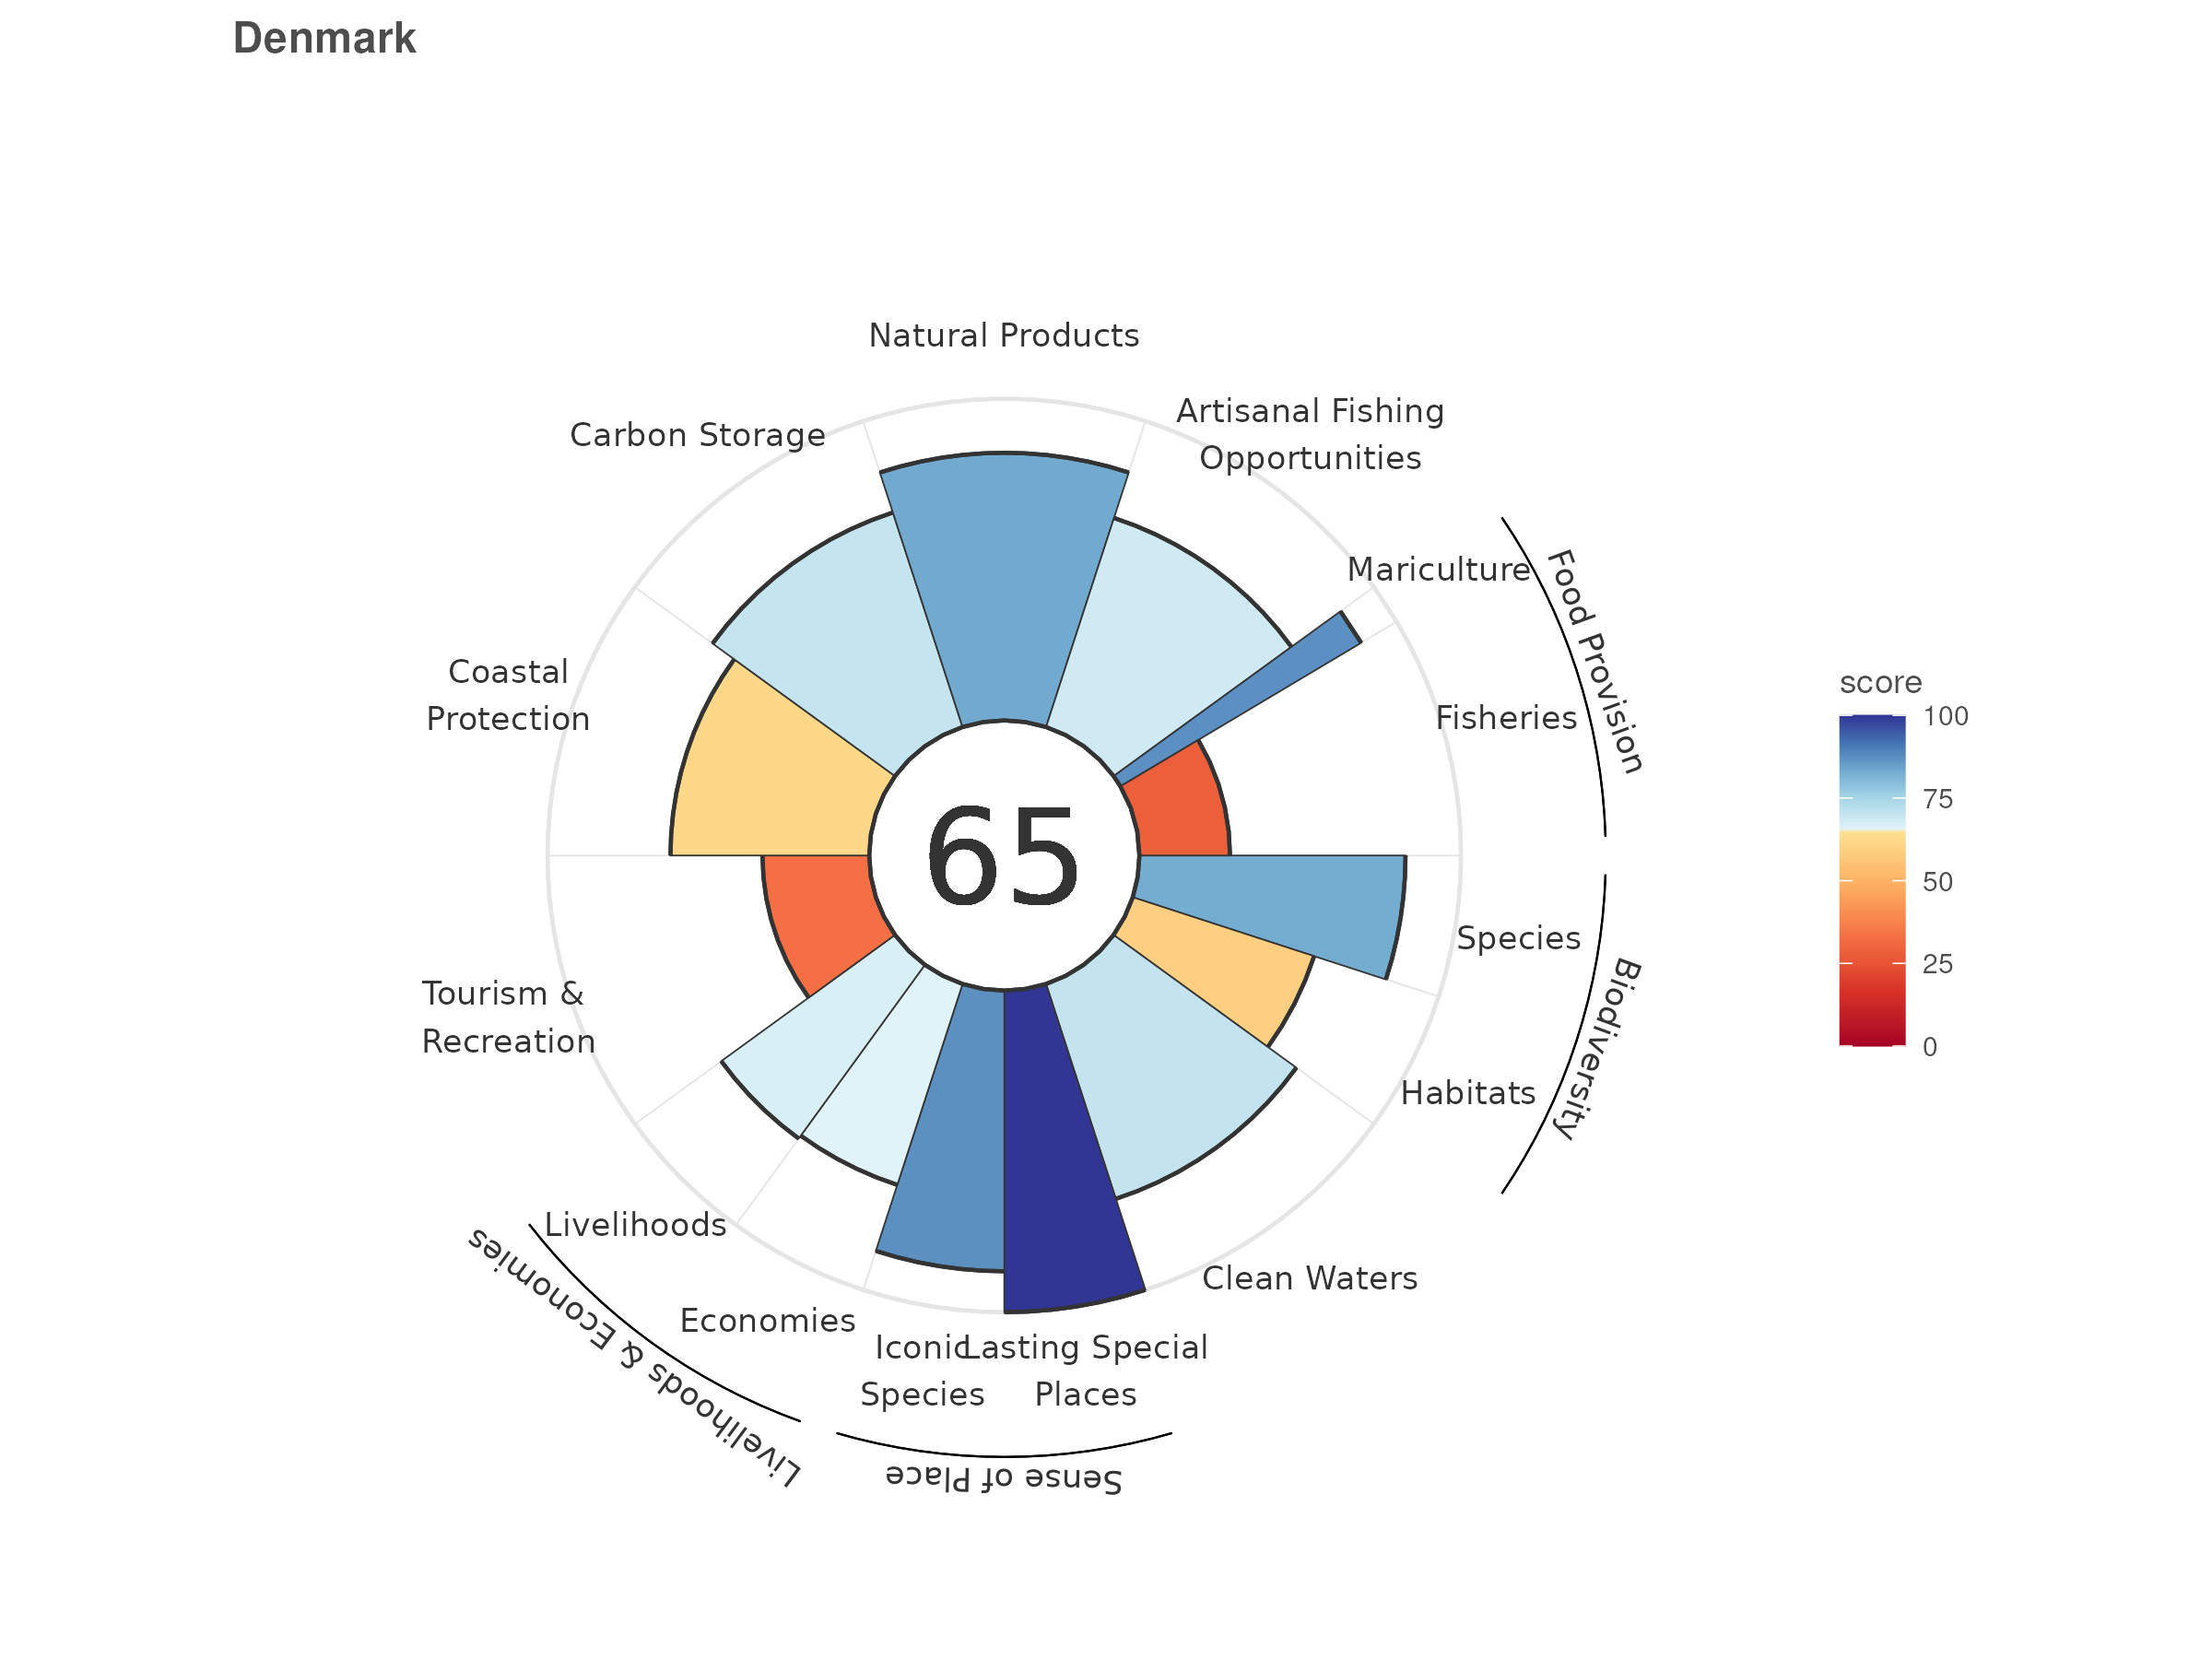 Denmark
Natural Products
Artisanal Fishing
Opportunities
Carbon Storage
Mariculture
Food Provision
Fisheries
Coastal
Protection
65
score
100
75
50
25
0
Species
Biodiversity
Habitats
Tourism &
Recreation
Livelihoods
Livelihoods & Economies
Economies
Clean Waters
Iconic
Species
Lasting Special
Places
Sense of Place